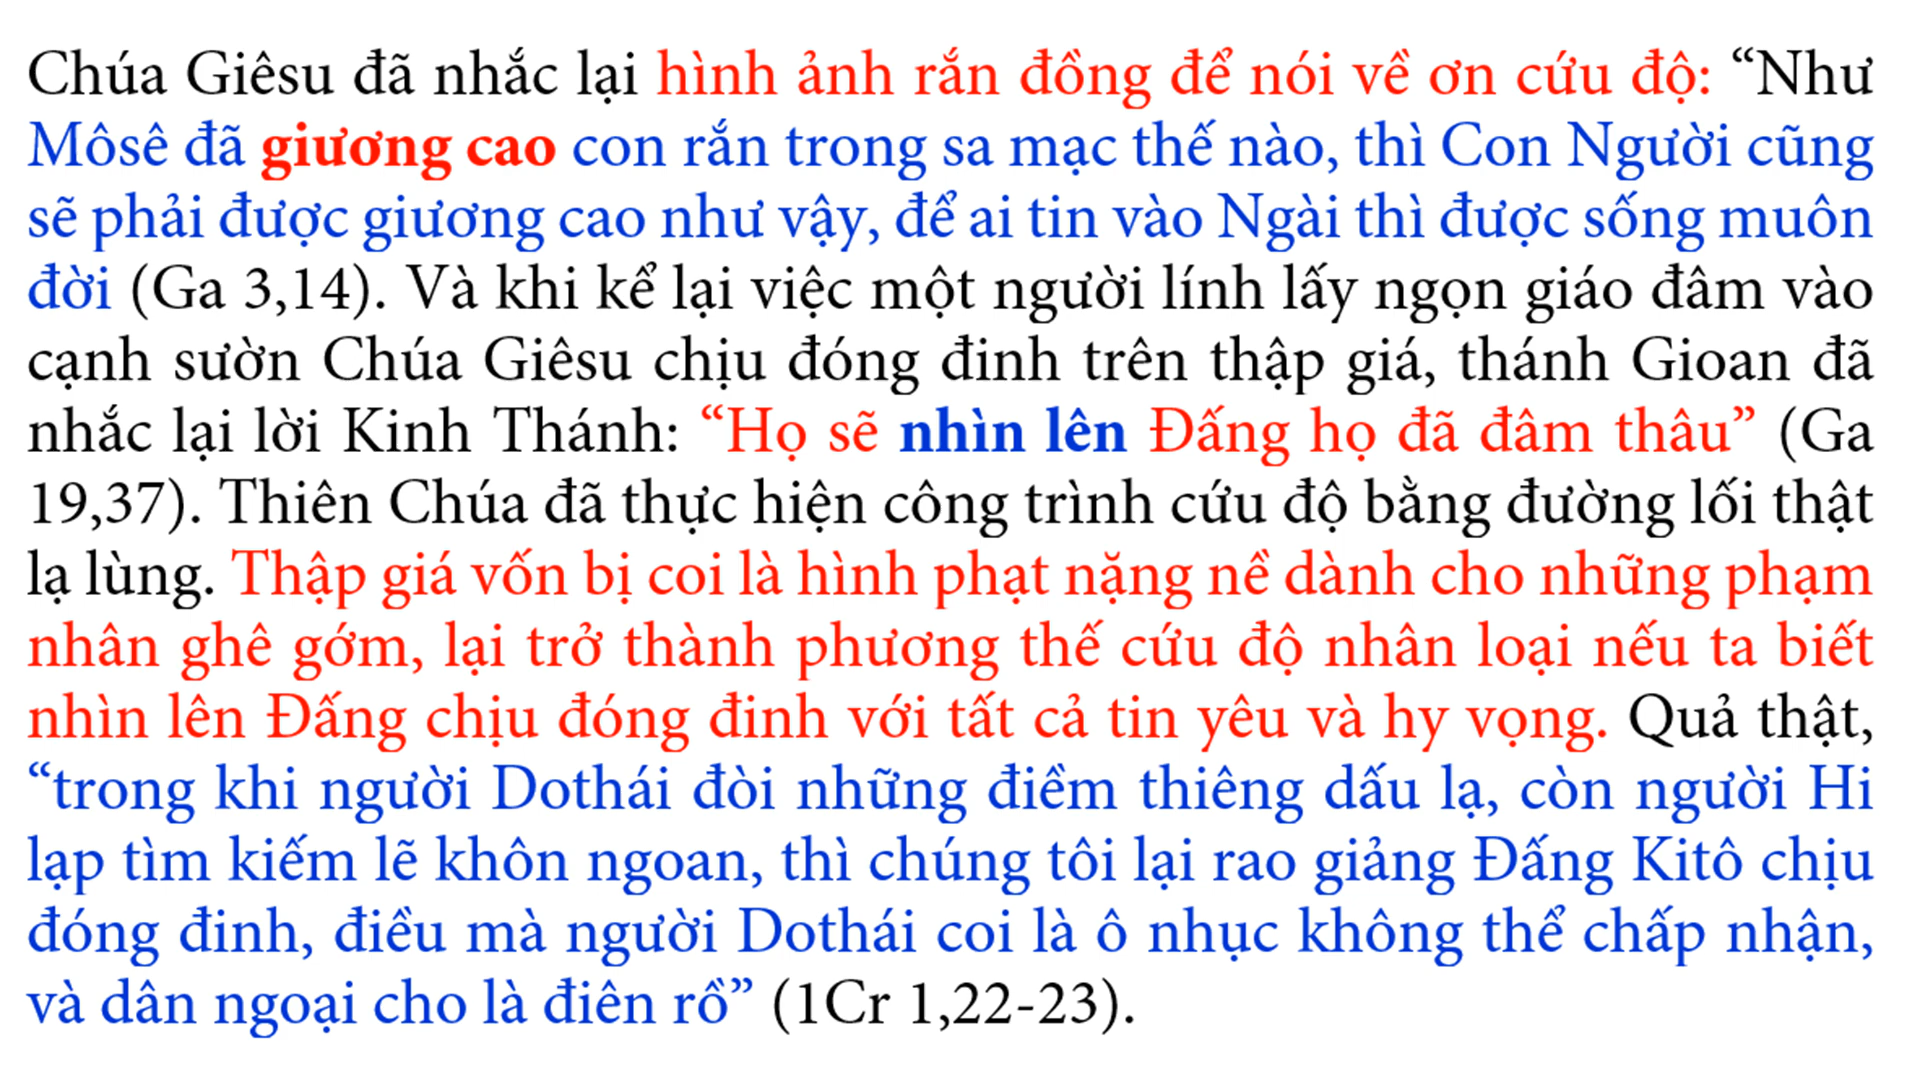 Chúa Giêsu đã nhắc lại hình ảnh rắn đồng để nói về ơn cứu độ: “Như
Môsê đã giương cao con rắn trong sa mạc thế nào, thì Con Người cũng
sẽ phải được giương cao như vậy, để ai tin vào Ngài thì được sống muôn
đời (Ga 3,14). Và khi kể lại việc một người lính lấy ngọn giáo đâm vào
cạnh sườn Chúa Giêsu chịu đóng đinh trên thập giá, thánh Gioan đã
nhắc lại lời Kinh Thánh: “Họ sẽ nhìn lên Đấng họ đã đâm thâu” (Ga
19,37). Thiên Chúa đã thực hiện công trình cứu độ bằng đường lối thật
lạ lùng. Thập giá vốn bị coi là hình phạt nặng nề dành cho những phạm
nhân ghê gớm, lại trở thành phương thế cứu độ nhân loại nếu ta biết
nhìn lên Đấng chịu đóng đinh với tất cả tin yêu và hy vọng. Quả thật,
“trong khi người Dothái đòi những điềm thiêng dấu lạ, còn người Hi
lạp tìm kiếm lẽ khôn ngoan, thì chúng tôi lại rao giảng Đấng Kitô chịu
đóng đinh, điều mà người Dothái coi là ô nhục không thể chấp nhận,
và dân ngoại cho là điên rồ” (1Cr 1,22-23).